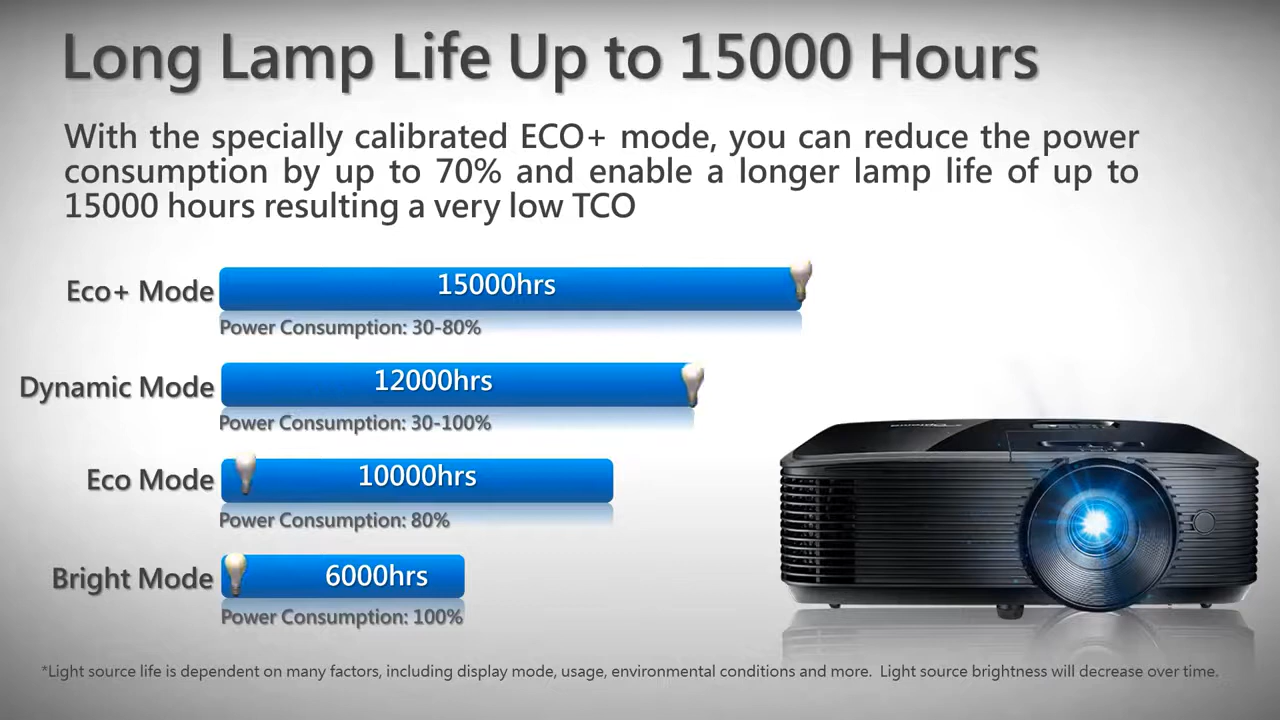 Long Lamp Life Up to 15000 Hours
With the specially calibrated ECO+ mode, you can reduce the power
consumption by up to 70% and enable a longer lamp life of up to
15000 hours resulting a very low TCO
Eco+ Mode
15000hrs
Power Consumption: 30-80%
Dynamic Mode
12000hrs
Power Consumption: 30-100%
Eco Mode
10000hrs
Power Consumption: 80%
Bright Mode
6000hrs
Power Consumption: 100%
*Light source life is dependent on many factors, including display mode, usage, environmental conditions and more.  Light source brightness will decrease over time.